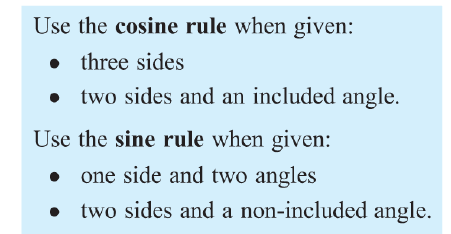 Use the cosine rule when given:
• three sides
• two sides and an included angle.
Use the sine rule when given:
• one side and two angles
• two sides and a non-included angle.